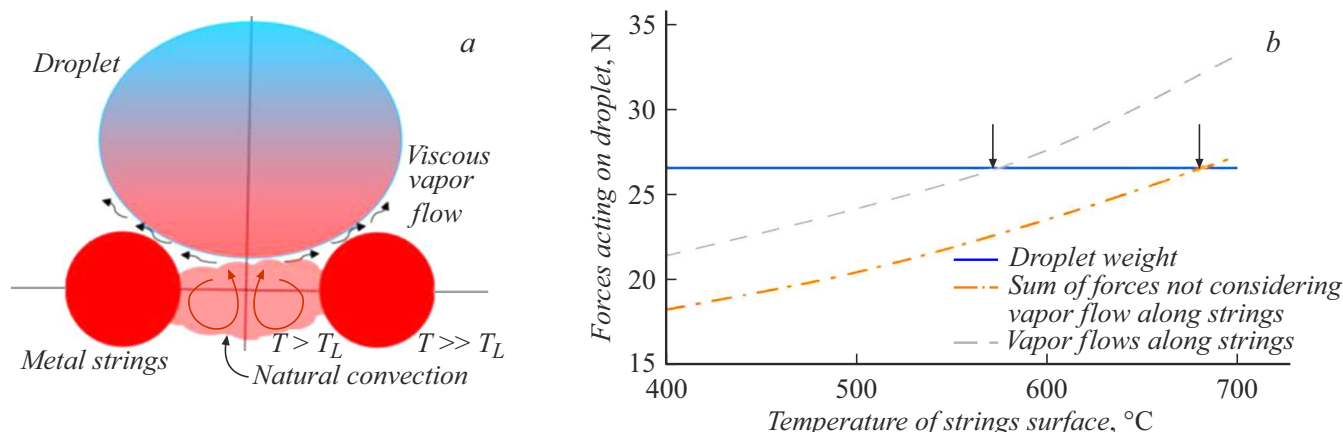 a
Droplet
Viscous
vapor
flow
Metal strings
T > T_L
T >> T_L
Natural convection
b
Forces acting on droplet, N
35
30
25
20
15
400
500
600
700
Droplet weight
Sum of forces not considering
vapor flow along strings
Vapor flows along strings
Temperature of strings surface, °C